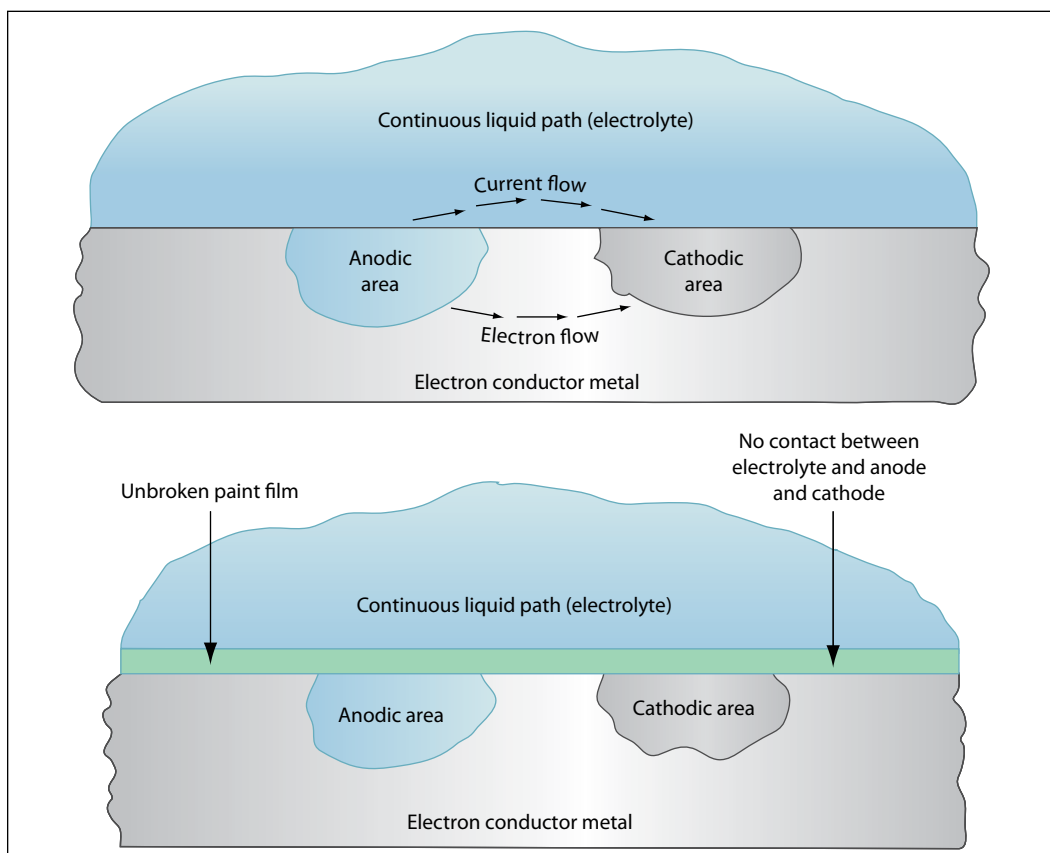 Continuous liquid path (electrolyte)
Current flow
Anodic
area
Cathodic
area
Electron flow
Electron conductor metal
No contact between
electrolyte and anode
and cathode
Unbroken paint film
Continuous liquid path (electrolyte)
Anodic area
Cathodic area
Electron conductor metal